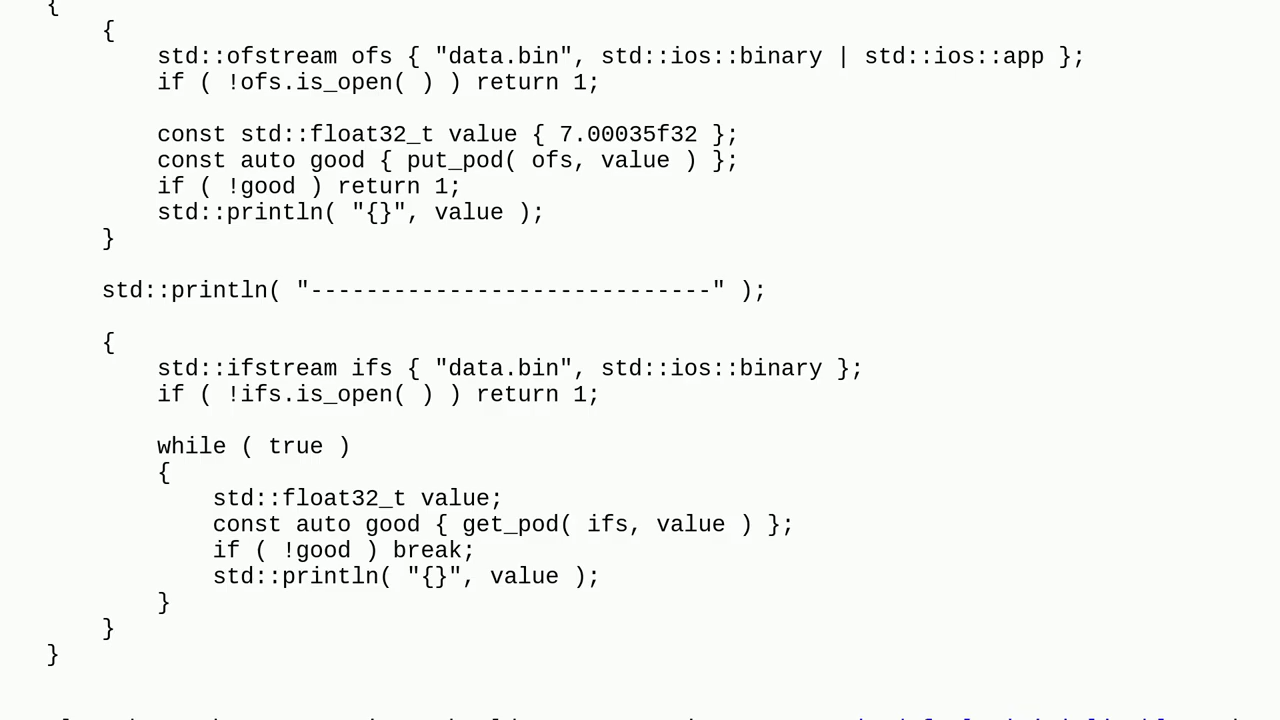 {
{
std::ofstream ofs { "data.bin", std::ios::binary | std::ios::app };
if ( !ofs.is_open( ) ) return 1;
const std::float32_t value { 7.00035f32 };
const auto good { put_pod( ofs, value ) };
if ( !good ) return 1;
std::println( "{}", value );
}
std::println( "-----------------------------" );
{
std::ifstream ifs { "data.bin", std::ios::binary };
if ( !ifs.is_open( ) ) return 1;
while ( true )
{
std::float32_t value;
const auto good { get_pod( ifs, value ) };
if ( !good ) break;
std::println( "{}", value );
}
}
}